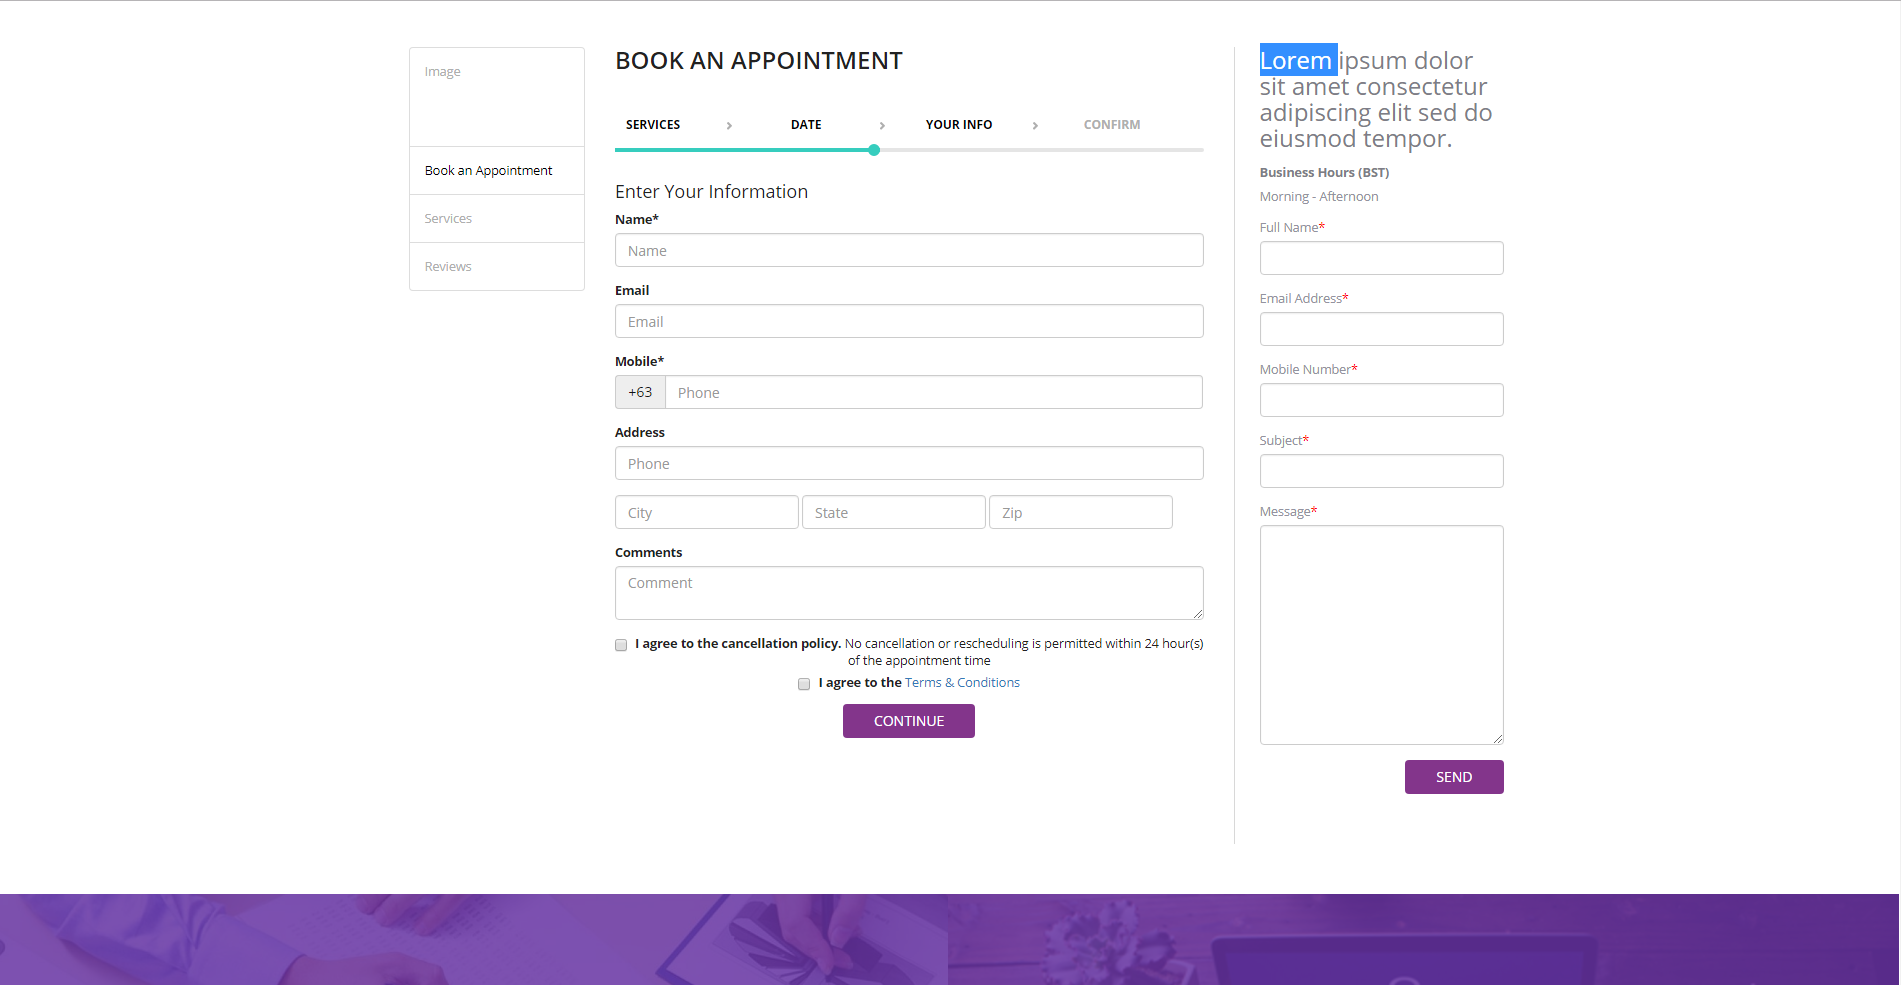 Image
Book an Appointment
Services
Reviews
BOOK AN APPOINTMENT
SERVICES › DATE › YOUR INFO › CONFIRM
Enter Your Information
Name*
Name
Email
Email
Mobile*
+63 Phone
Address
Phone
City State Zip
Comments
Comment
I agree to the cancellation policy. No cancellation or rescheduling is permitted within 24 hour(s)
of the appointment time
I agree to the Terms & Conditions
CONTINUE
Lorem ipsum dolor
sit amet consectetur
adipiscing elit sed do
eiusmod tempor.
Business Hours (BST)
Morning - Afternoon
Full Name*
Email Address*
Mobile Number*
Subject*
Message*
SEND